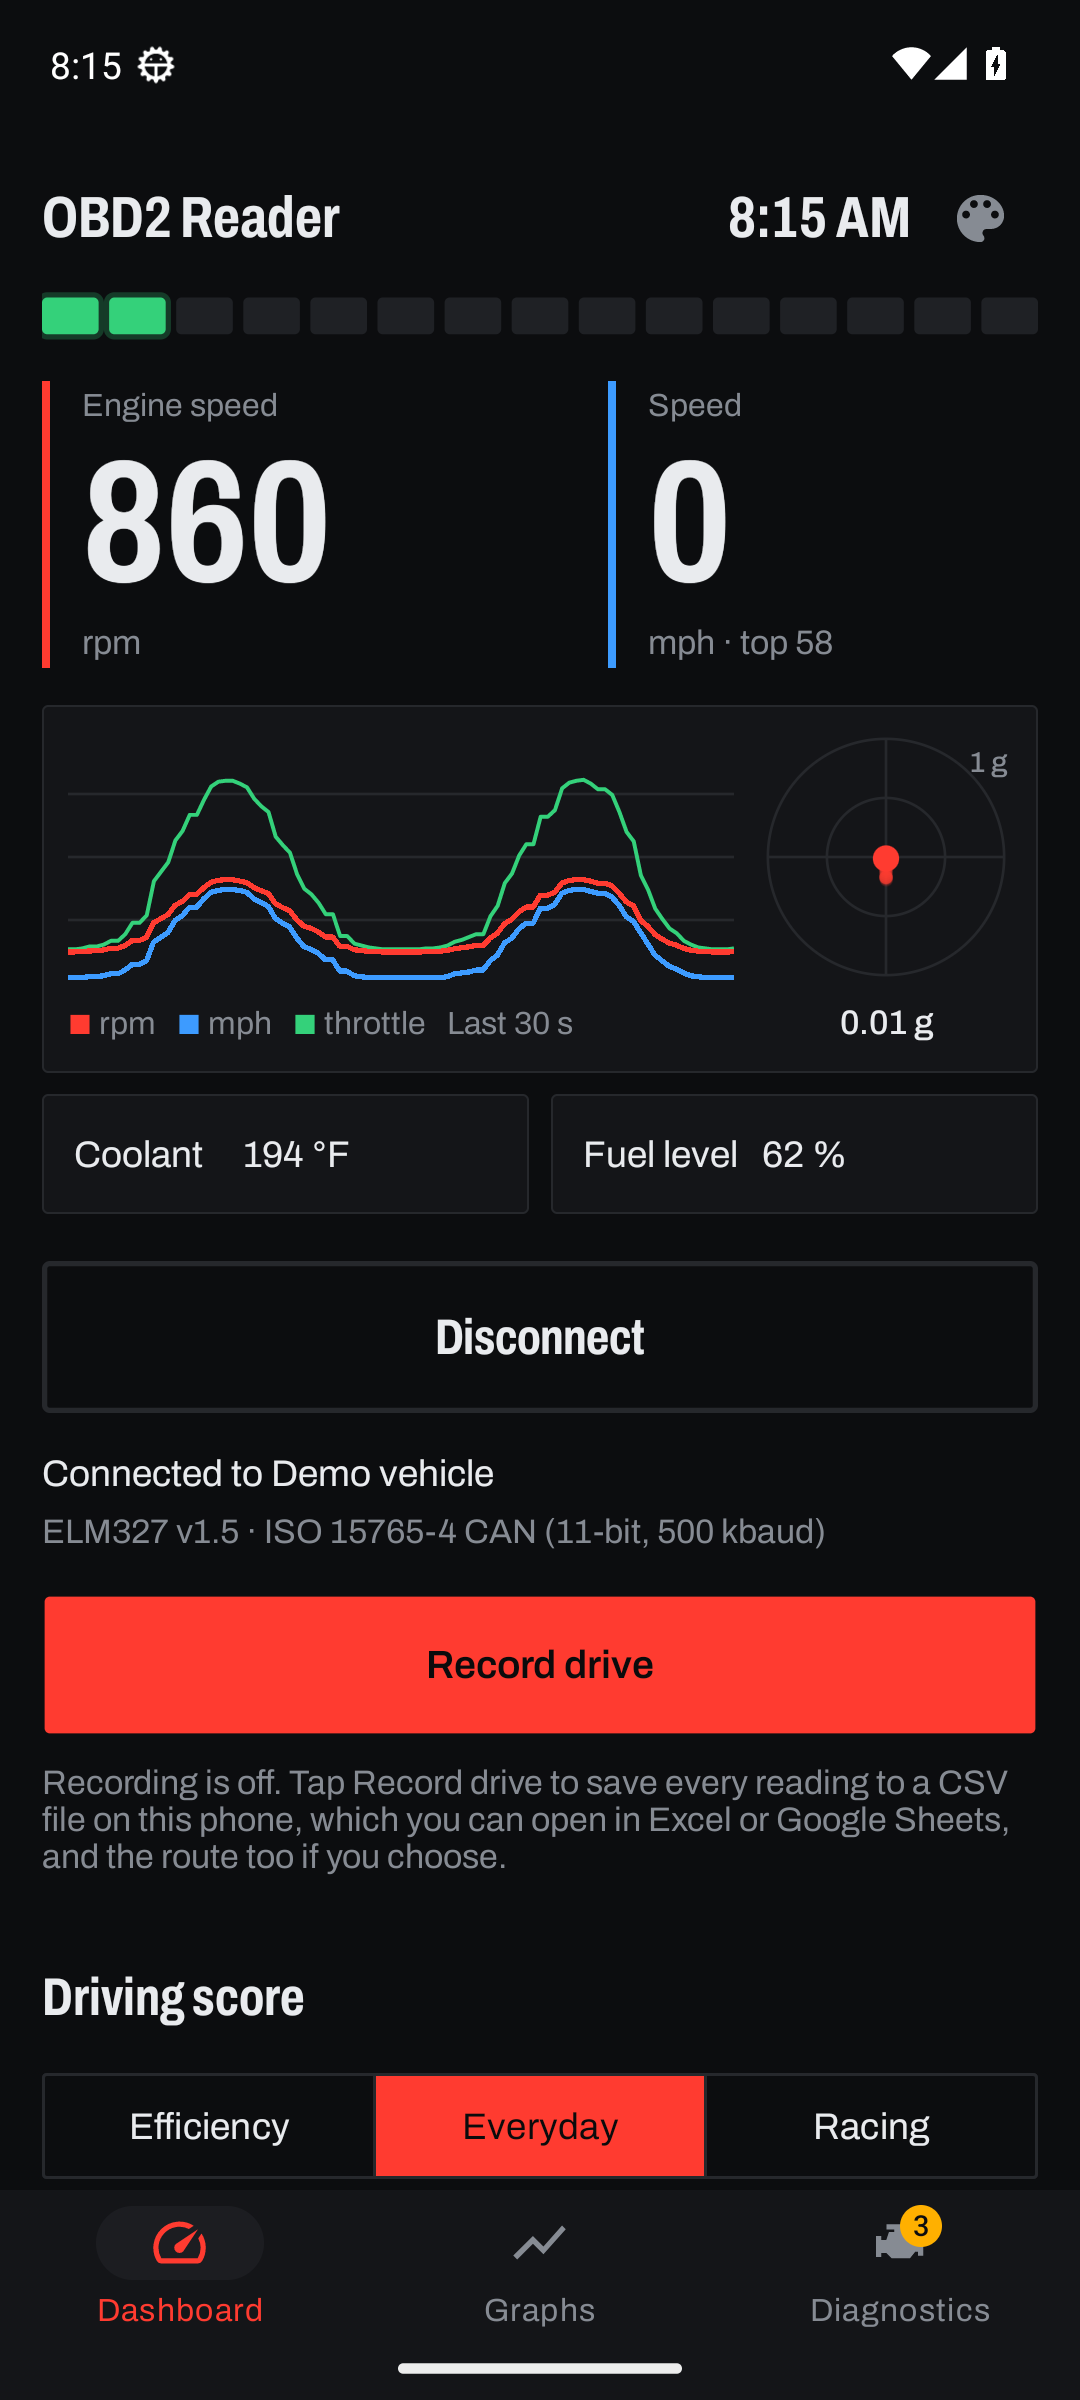 8:15
OBD2 Reader
8:15 AM
Engine speed
860
rpm
Speed
0
mph · top 58
1 g
rpm mph throttle Last 30 s
0.01 g
Coolant 194 °F
Fuel level 62 %
Disconnect
Connected to Demo vehicle
ELM327 v1.5 · ISO 15765-4 CAN (11-bit, 500 kbaud)
Record drive
Recording is off. Tap Record drive to save every reading to a CSV
file on this phone, which you can open in Excel or Google Sheets,
and the route too if you choose.
Driving score
Efficiency
Everyday
Racing
3
Dashboard
Graphs
Diagnostics